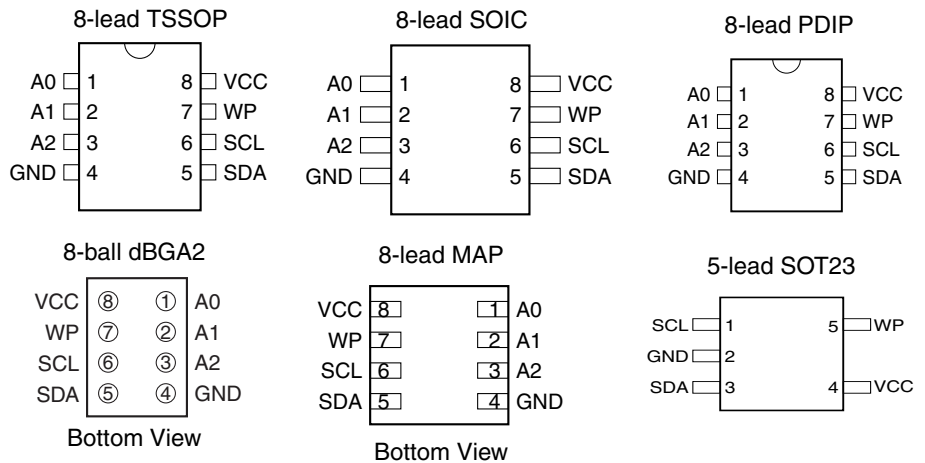 8-lead TSSOP
A0 1 8 VCC
A1 2 7 WP
A2 3 6 SCL
GND 4 5 SDA
8-lead SOIC
A0 1 8 VCC
A1 2 7 WP
A2 3 6 SCL
GND 4 5 SDA
8-lead PDIP
A0 1 8 VCC
A1 2 7 WP
A2 3 6 SCL
GND 4 5 SDA
8-ball dBGA2
VCC 8 1 A0
WP 7 2 A1
SCL 6 3 A2
SDA 5 4 GND
Bottom View
8-lead MAP
VCC 8 1 A0
WP 7 2 A1
SCL 6 3 A2
SDA 5 4 GND
Bottom View
5-lead SOT23
SCL 1 5 WP
GND 2
SDA 3 4 VCC